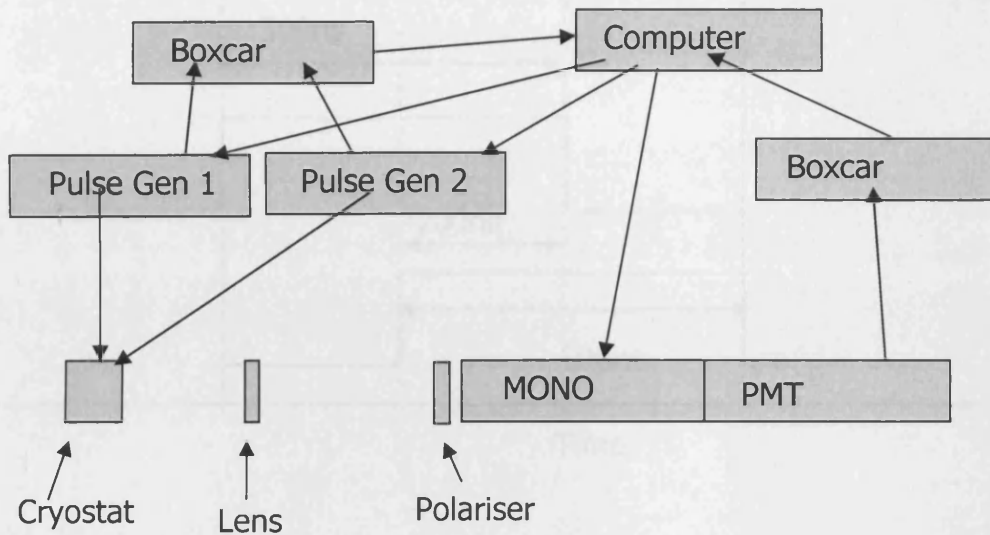 Boxcar
Computer
Pulse Gen 1
Pulse Gen 2
Boxcar
MONO
PMT
Cryostat
Lens
Polariser